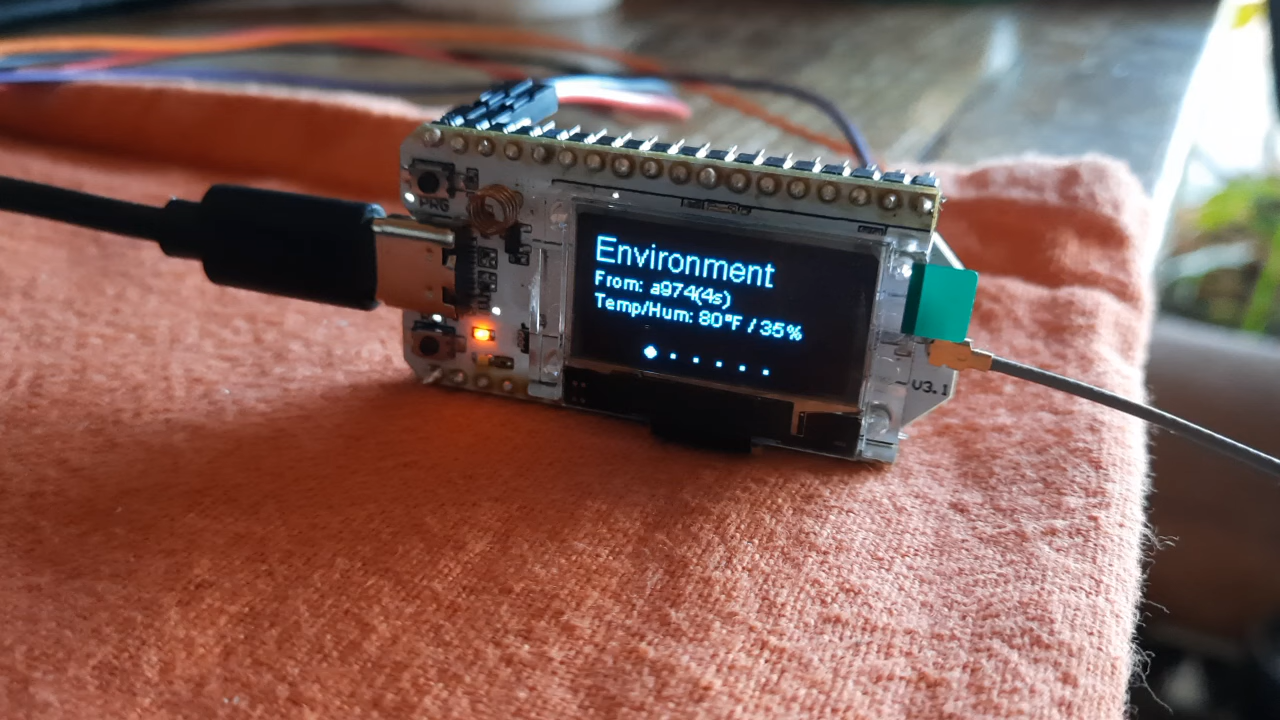 PRG
Environment
From: a974(4s)
Temp/Hum: 80°F / 35%
V3.1